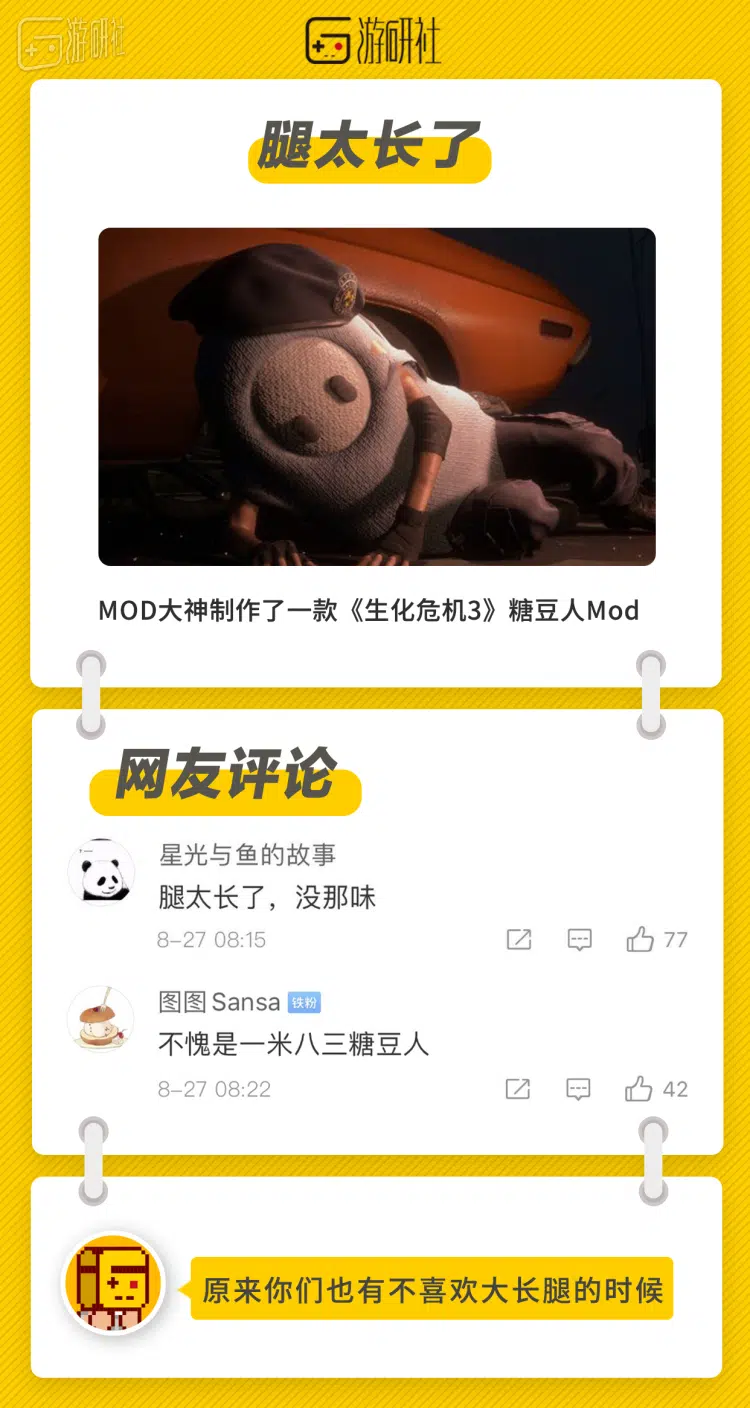 游研社
游研社
腿太长了
MOD大神制作了一款《生化危机3》糖豆人Mod
网友评论
星光与鱼的故事
腿太长了，没那味
8-27 08:15
77
图图Sansa 铁粉
不愧是一米八三糖豆人
8-27 08:22
42
原来你们也有不喜欢大长腿的时候